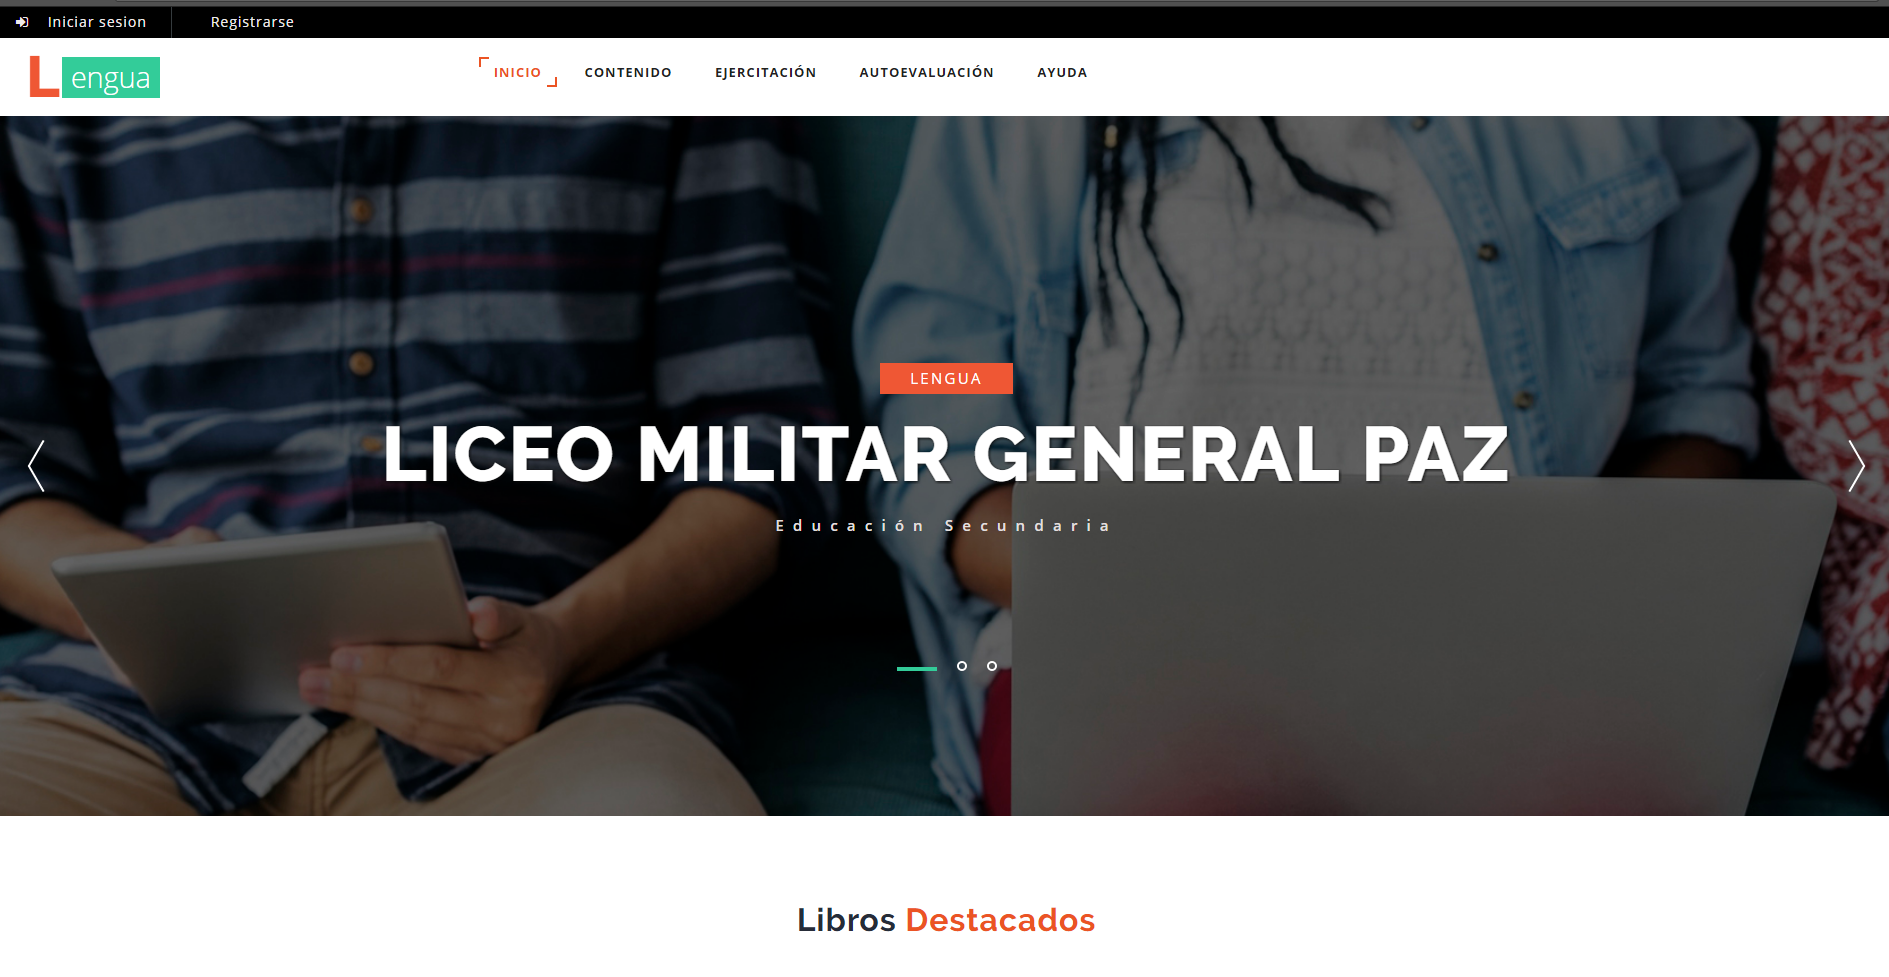 Iniciar sesion
Registrarse
Lengua
INICIO
CONTENIDO
EJERCITACIÓN
AUTOEVALUACIÓN
AYUDA
LENGUA
LICEO MILITAR GENERAL PAZ
Educación Secundaria
Libros Destacados